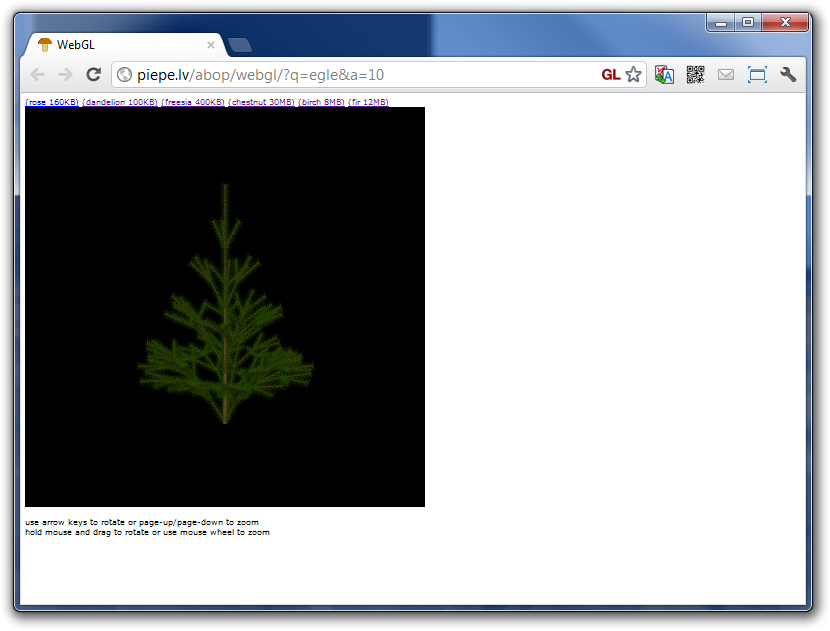 WebGL
piepe.lv/abop/webgl/?q=egle&a=10 GL
(rose 160KB) (dandelion 100KB) (freesia 400KB) (chestnut 30MB) (birch 8MB) (fir 12MB)
use arrow keys to rotate or page-up/page-down to zoom
hold mouse and drag to rotate or use mouse wheel to zoom